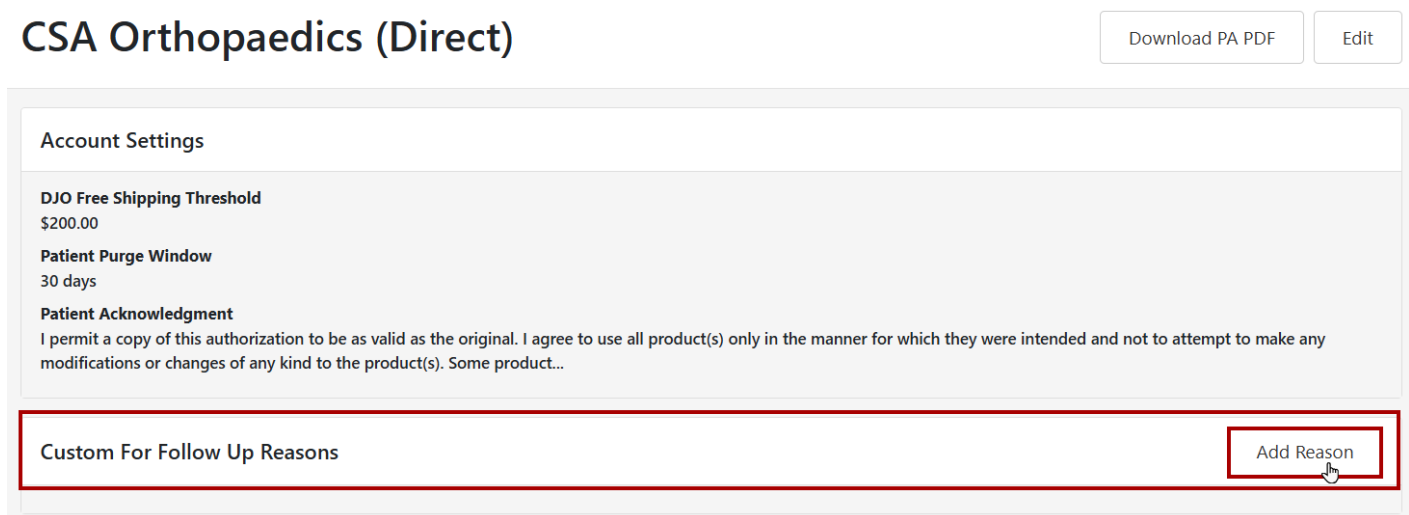 CSA Orthopaedics (Direct)
Download PA PDF
Edit
Account Settings
DJO Free Shipping Threshold
$200.00
Patient Purge Window
30 days
Patient Acknowledgment
I permit a copy of this authorization to be as valid as the original. I agree to use all product(s) only in the manner for which they were intended and not to attempt to make any
modifications or changes of any kind to the product(s). Some product...
Custom For Follow Up Reasons
Add Reason